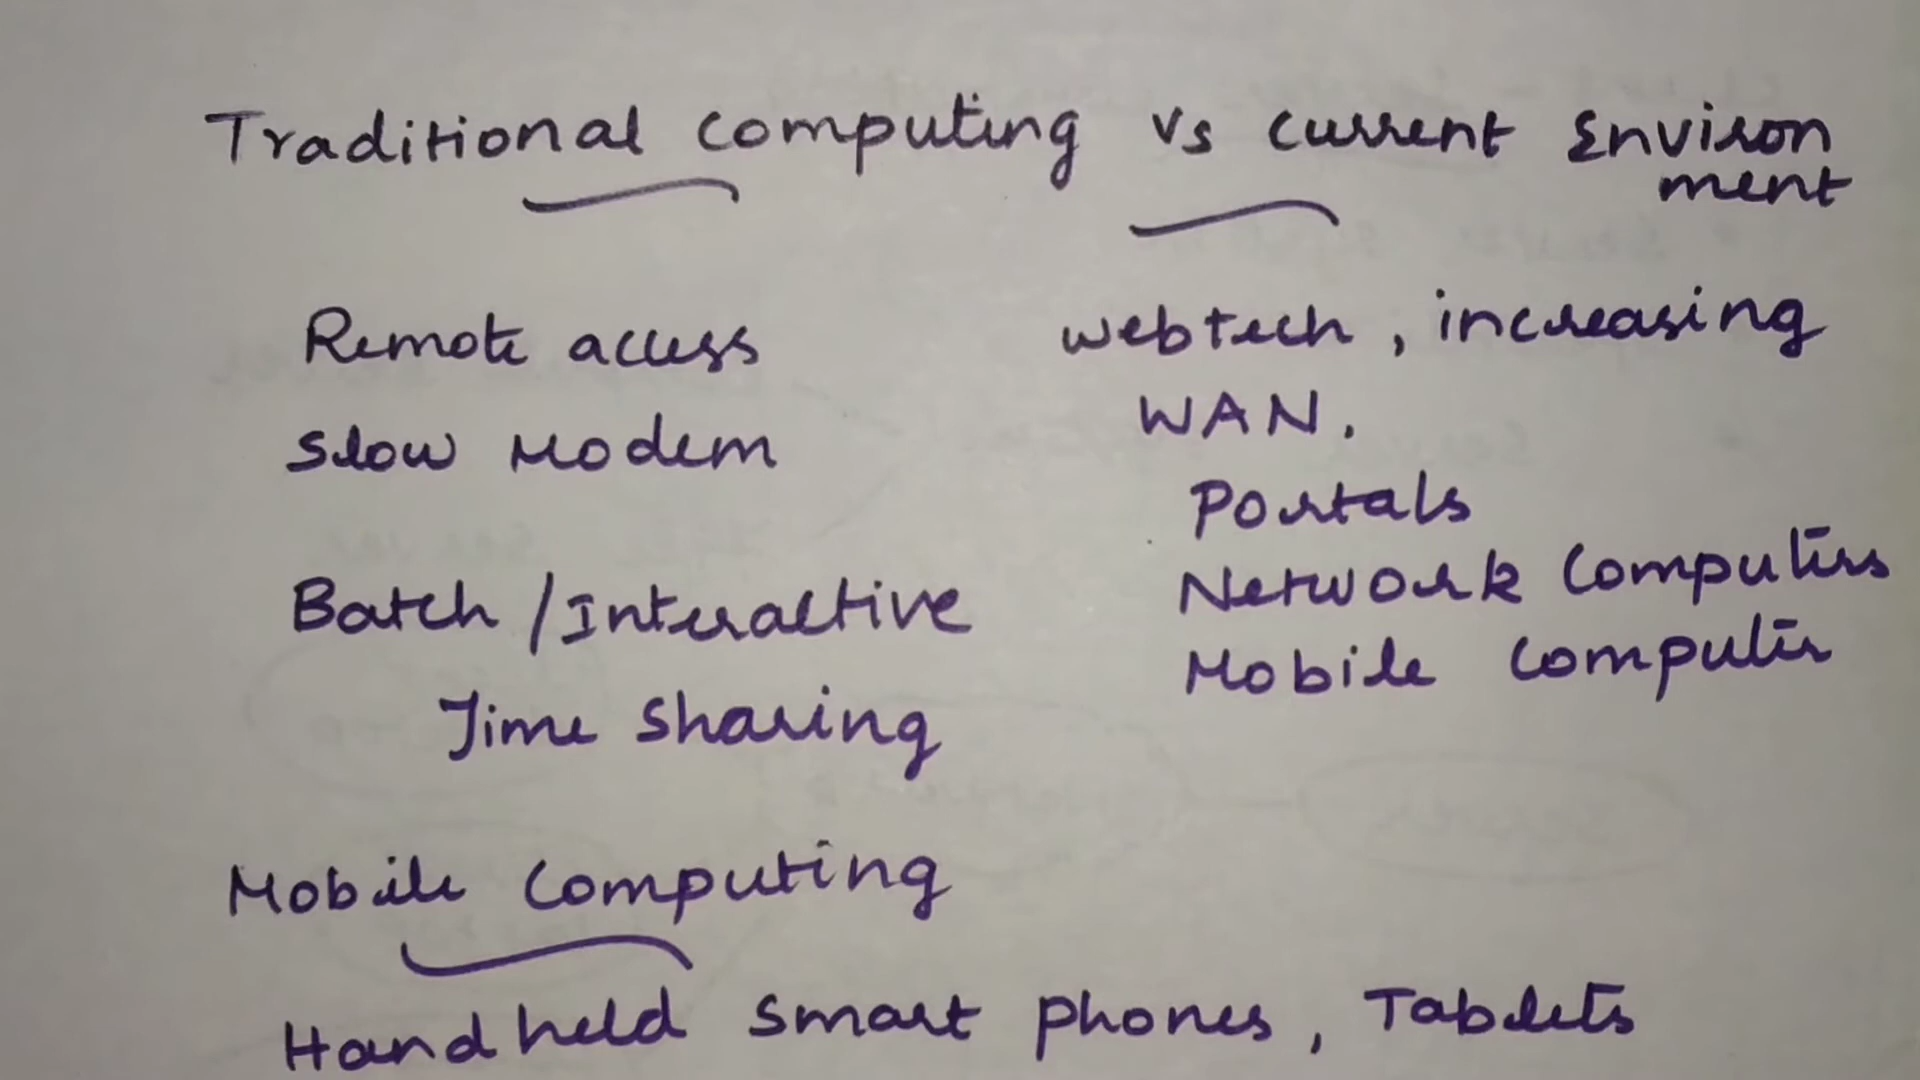 Traditional Computing Vs Current Environ
ment
Remote access
Slow Modem
Batch / Interactive
Time Sharing
webtech, increasing
WAN.
Portals
Network Computers
Mobile Computer
Mobile Computing
Handheld Smart phones, Tablets